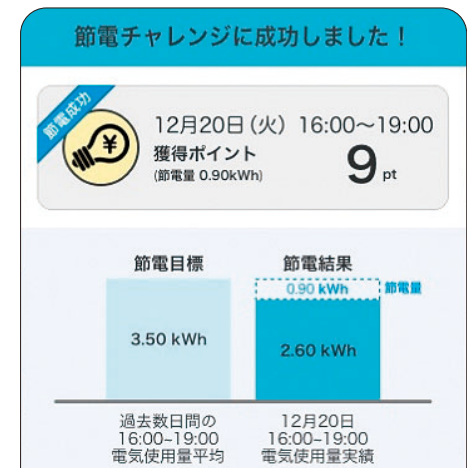 節電チャレンジに成功しました！
節電成功
¥
12月20日（火）16:00～19:00
獲得ポイント
9 pt
(節電量 0.90kWh)
節電目標
節電結果
0.90 kWh
節電量
3.50 kWh
2.60 kWh
過去数日間の
16:00~19:00
電気使用量平均
12月20日
16:00~19:00
電気使用量実績